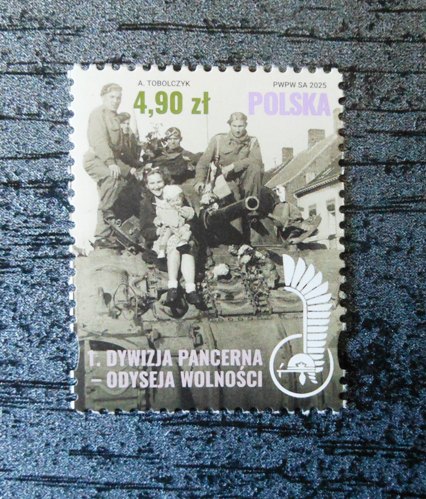 A. TOBOLCZYK
PWPW SA 2025
4,90 zł
POLSKA
1. DYWIZJA PANCERNA
– ODYSEJA WOLNOŚCI